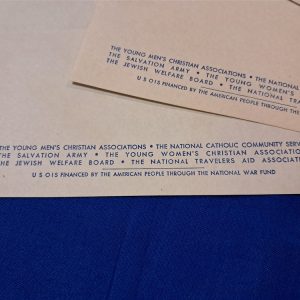 THE YOUNG MEN'S CHRISTIAN ASSOCIATIONS • THE NATIONAL
THE SALVATION ARMY • THE YOUNG WOMEN'S
THE JEWISH WELFARE BOARD • THE NATIONAL TRAV
U S O IS FINANCED BY THE AMERICAN PEOPLE THROUGH THE
THE YOUNG MEN'S CHRISTIAN ASSOCIATIONS • THE NATIONAL CATHOLIC COMMUNITY SERV
THE SALVATION ARMY • THE YOUNG WOMEN'S CHRISTIAN ASSOCIATION
THE JEWISH WELFARE BOARD • THE NATIONAL TRAVELERS AID ASSOCIAT
U S O IS FINANCED BY THE AMERICAN PEOPLE THROUGH THE NATIONAL WAR FUND